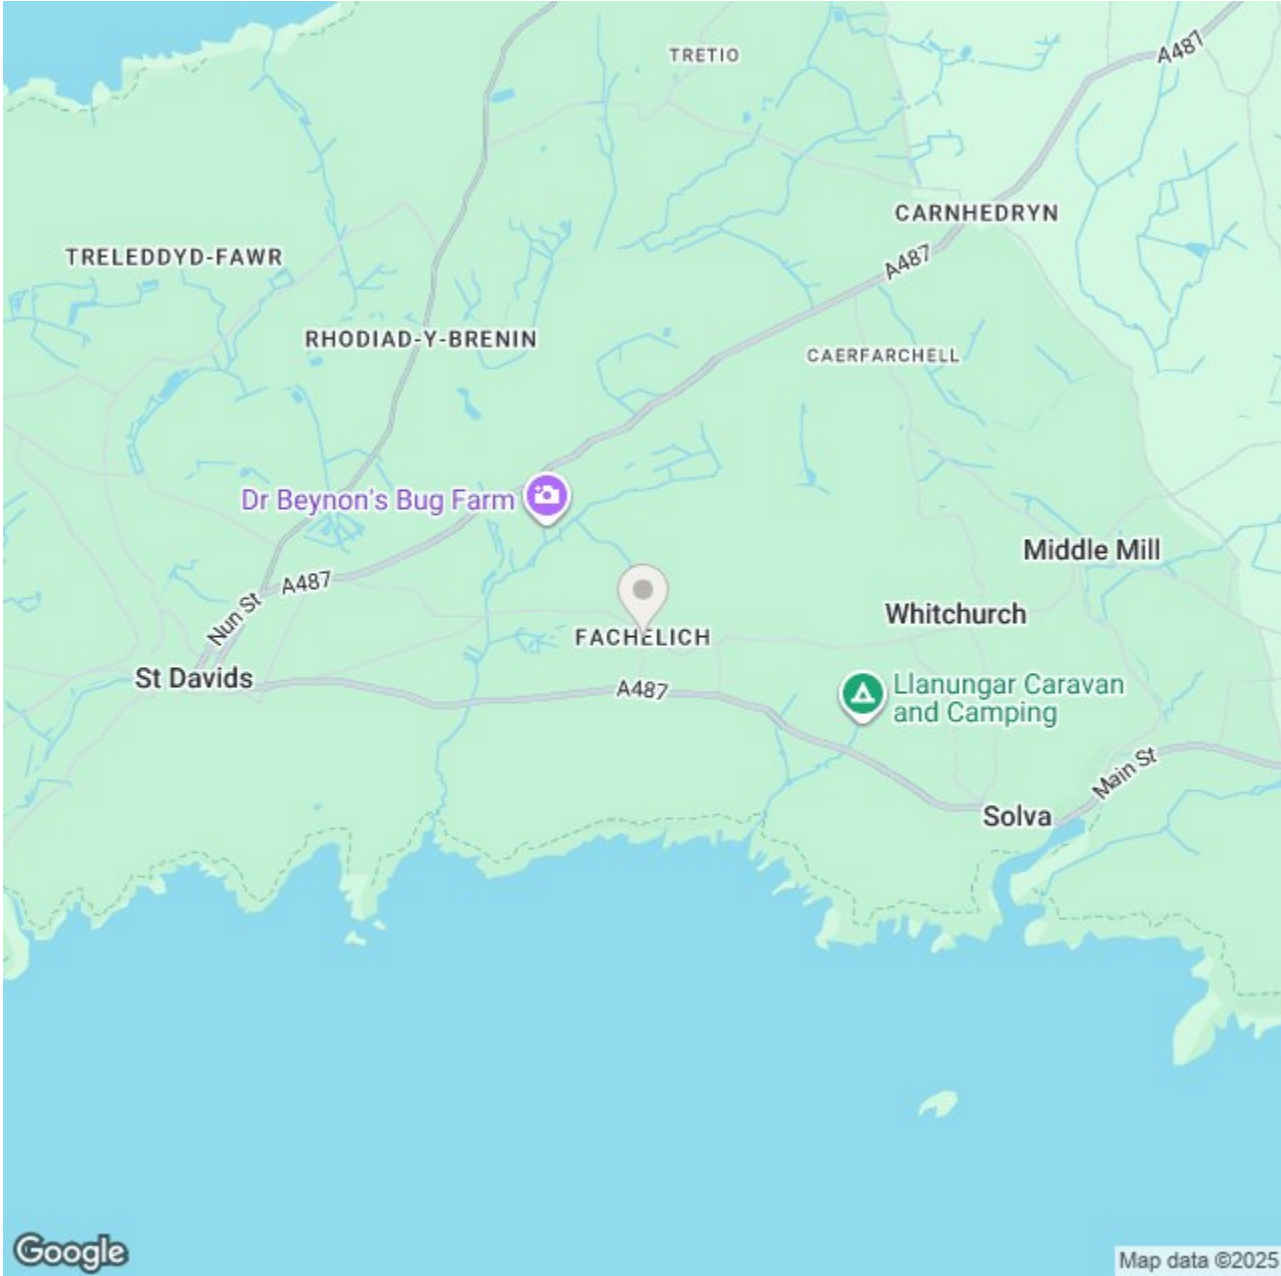 TRETIO
A487
CARNHEDRYN
TRELEDDYD-FAWR
A487
RHODIAD-Y-BRENIN
CAERFARCHELL
Dr Beynon's Bug Farm
Middle Mill
A487
Nun St
Whitchurch
FACHELICH
St Davids
A487
Llanungar Caravan
and Camping
Main St
Solva
Google
Map data ©2025